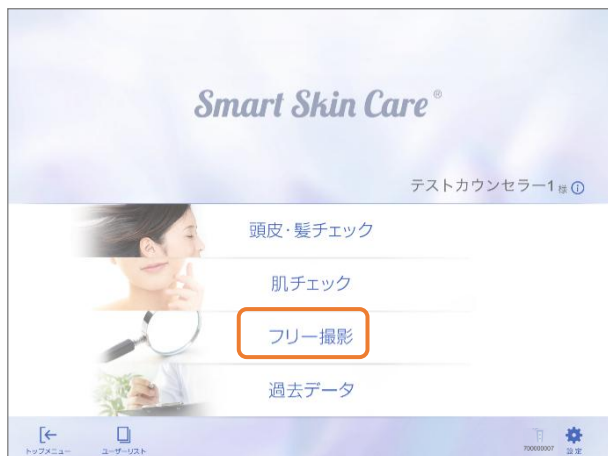 Smart Skin Care®
テストカウンセラー1 様
頭皮・髪チェック
肌チェック
フリー撮影
過去データ
トップメニュー
ユーザーリスト
700000007
設定